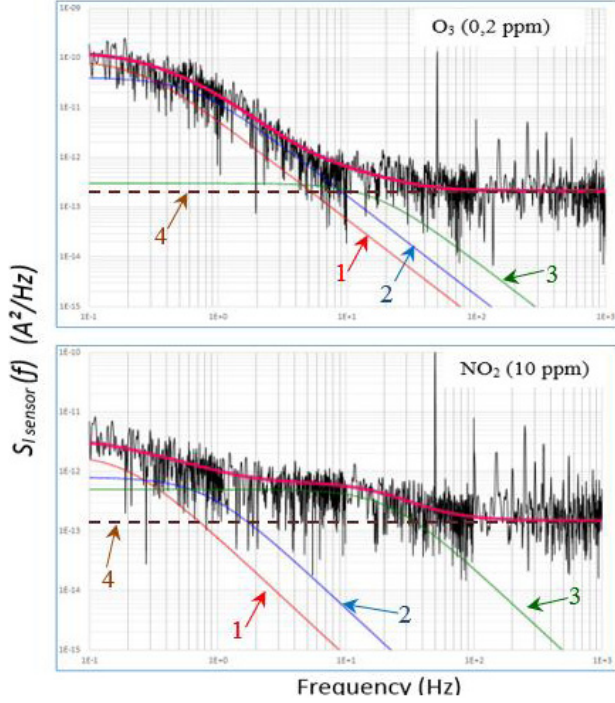 1E-09
O₃ (0,2 ppm)
1E-10
1E-11
1E-12
1E-13
1E-14
1E-15
4
1
2
3
1E-1
1E+0
1E+1
1E+2
1E+3
S_I sensor (f) (A²/Hz)
1E-10
NO₂ (10 ppm)
1E-11
1E-12
1E-13
1E-14
1E-15
4
1
2
3
1E-1
1E+0
1E+1
1E+2
1E+3
Frequency (Hz)